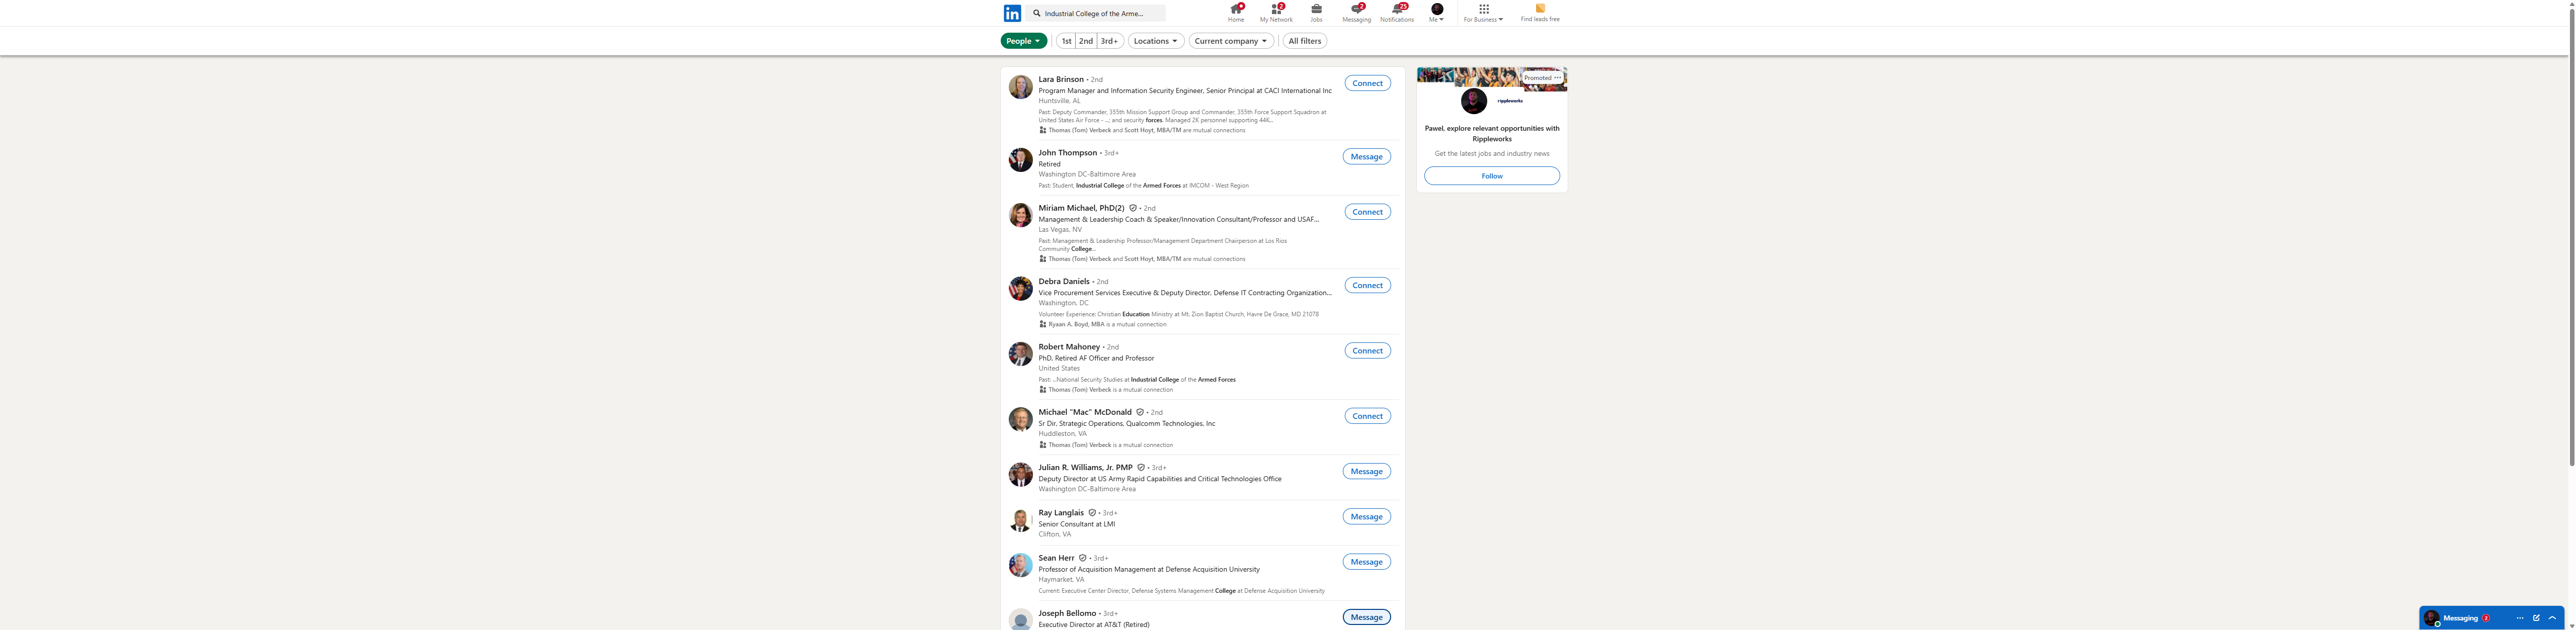 in
Industrial College of the Arme...
Home
2
My Network
Jobs
2
Messaging
25
Notifications
Me
For Business
Find leads free
People
1st
2nd
3rd+
Locations
Current company
All filters
Lara Brinson • 2nd
Connect
Program Manager and Information Security Engineer, Senior Principal at CACI International Inc
Huntsville, AL
Past: Deputy Commander, 355th Mission Support Group and Commander, 355th Force Support Squadron at
United States Air Force - ...; and security forces. Managed 2K personnel supporting 44K...
Thomas (Tom) Verbeck and Scott Hoyt, MBA/TM are mutual connections
John Thompson • 3rd+
Message
Retired
Washington DC-Baltimore Area
Past: Student, Industrial College of the Armed Forces at IMCOM - West Region
Miriam Michael, PhD(2) • 2nd
Connect
Management & Leadership Coach & Speaker/Innovation Consultant/Professor and USAF...
Las Vegas, NV
Past: Management & Leadership Professor/Management Department Chairperson at Los Rios
Community College...
Thomas (Tom) Verbeck and Scott Hoyt, MBA/TM are mutual connections
Debra Daniels • 2nd
Connect
Vice Procurement Services Executive & Deputy Director, Defense IT Contracting Organization...
Washington, DC
Volunteer Experience: Christian Education Ministry at Mt. Zion Baptist Church, Havre De Grace, MD 21078
Ryaan A. Boyd, MBA is a mutual connection
Robert Mahoney • 2nd
Connect
PhD, Retired AF Officer and Professor
United States
Past: ...National Security Studies at Industrial College of the Armed Forces
Thomas (Tom) Verbeck is a mutual connection
Michael "Mac" McDonald • 2nd
Connect
Sr Dir, Strategic Operations, Qualcomm Technologies, Inc
Huddleston, VA
Thomas (Tom) Verbeck is a mutual connection
Julian R. Williams, Jr. PMP • 3rd+
Message
Deputy Director at US Army Rapid Capabilities and Critical Technologies Office
Washington DC-Baltimore Area
Ray Langlais • 3rd+
Message
Senior Consultant at LMI
Clifton, VA
Sean Herr • 3rd+
Message
Professor of Acquisition Management at Defense Acquisition University
Haymarket, VA
Current: Executive Center Director, Defense Systems Management College at Defense Acquisition University
Joseph Bellomo • 3rd+
Message
Executive Director at AT&T (Retired)
Promoted ...
rippleworks
Pawel, explore relevant opportunities with
Rippleworks
Get the latest jobs and industry news
Follow
Messaging 2